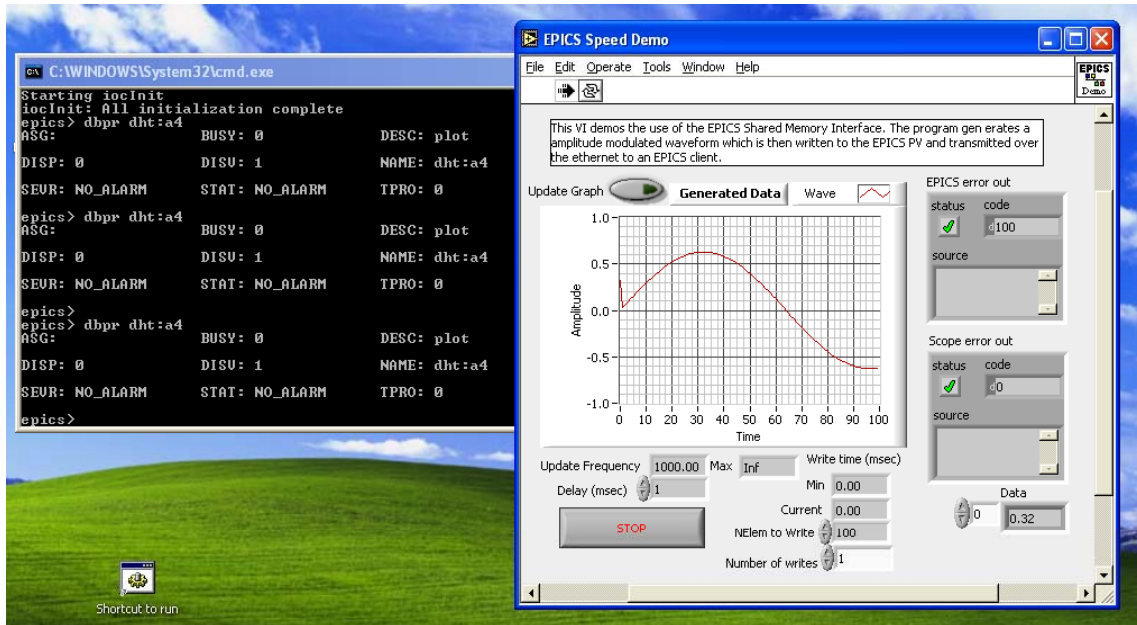 C:\WINDOWS\System32\cmd.exe
Starting iocInit
iocInit: All initialization complete
epics> dbpr dht:a4
ASG: BUSY: 0 DESC: plot
DISP: 0 DISV: 1 NAME: dht:a4
SEVR: NO_ALARM STAT: NO_ALARM TPRO: 0
epics> dbpr dht:a4
ASG: BUSY: 0 DESC: plot
DISP: 0 DISV: 1 NAME: dht:a4
SEVR: NO_ALARM STAT: NO_ALARM TPRO: 0
epics>
epics> dbpr dht:a4
ASG: BUSY: 0 DESC: plot
DISP: 0 DISV: 1 NAME: dht:a4
SEVR: NO_ALARM STAT: NO_ALARM TPRO: 0
epics>
Shortcut to run
EPICS Speed Demo
File Edit Operate Tools Window Help
EPICS
Demo
This VI demos the use of the EPICS Shared Memory Interface. The program gen erates a
amplitude modulated waveform which is then written to the EPICS PV and transmitted over
the ethernet to an EPICS client.
Update Graph Generated Data Wave
1.0
0.5
0.0
-0.5
-1.0
Amplitude
0 10 20 30 40 50 60 70 80 90 100
Time
EPICS error out
status code
d100
source
Scope error out
status code
d0
source
Update Frequency 1000.00 Max Inf
Delay (msec) 1
STOP
Write time (msec)
Min 0.00
Current 0.00
NElem to Write 100
Number of writes 1
Data
0 0.32